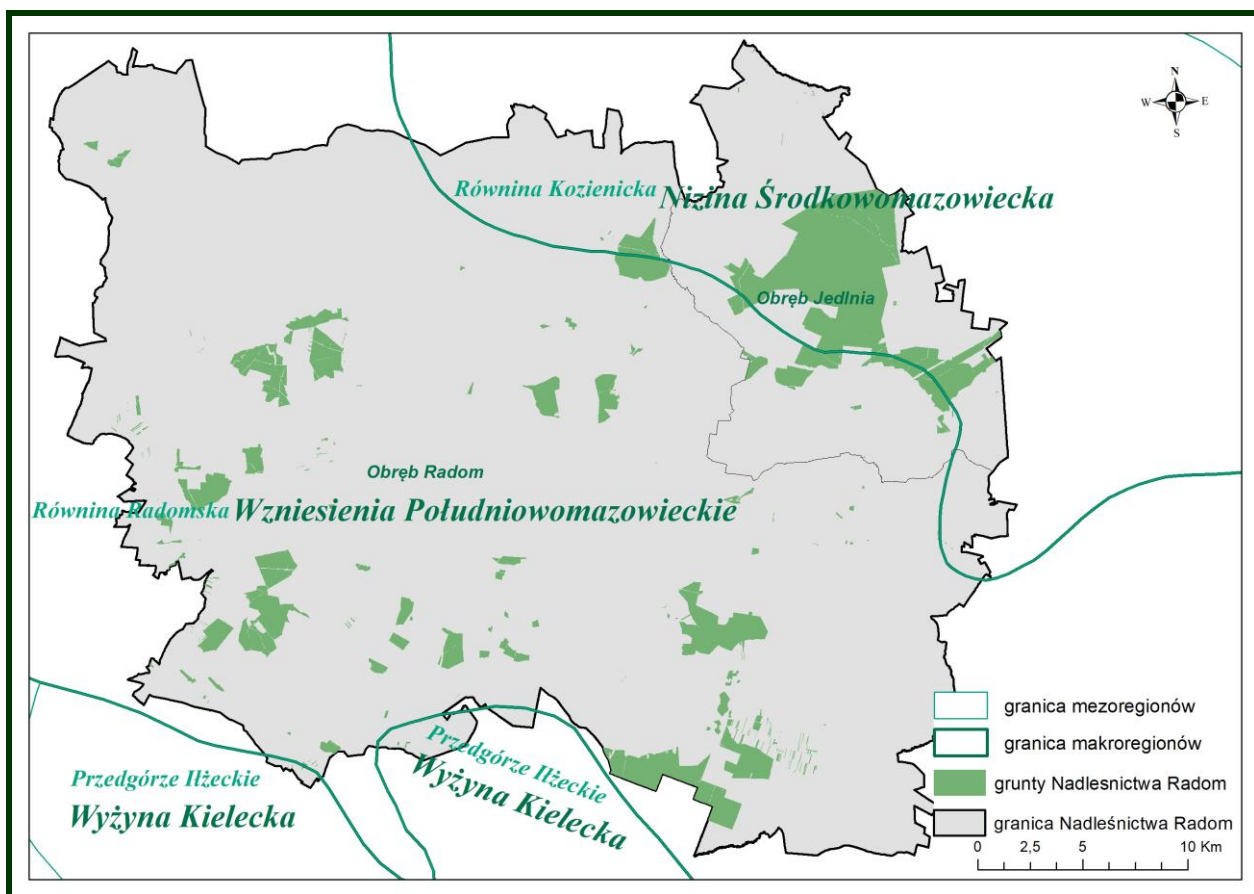 N
W E
S
Równina Kozienicka
Nizina Środkowomazowiecka
Obręb Jedlnia
Obręb Radom
Równina Radomska
Wzniesienia Południowomazowieckie
Przedgórze Iłżeckie
Wyżyna Kielecka
Przedgórze Iłżeckie
Wyżyna Kielecka
granica mezoregionów
granica makroregionów
grunty Nadlesnictwa Radom
granica Nadleśnictwa Radom
0 2,5 5 10 Km